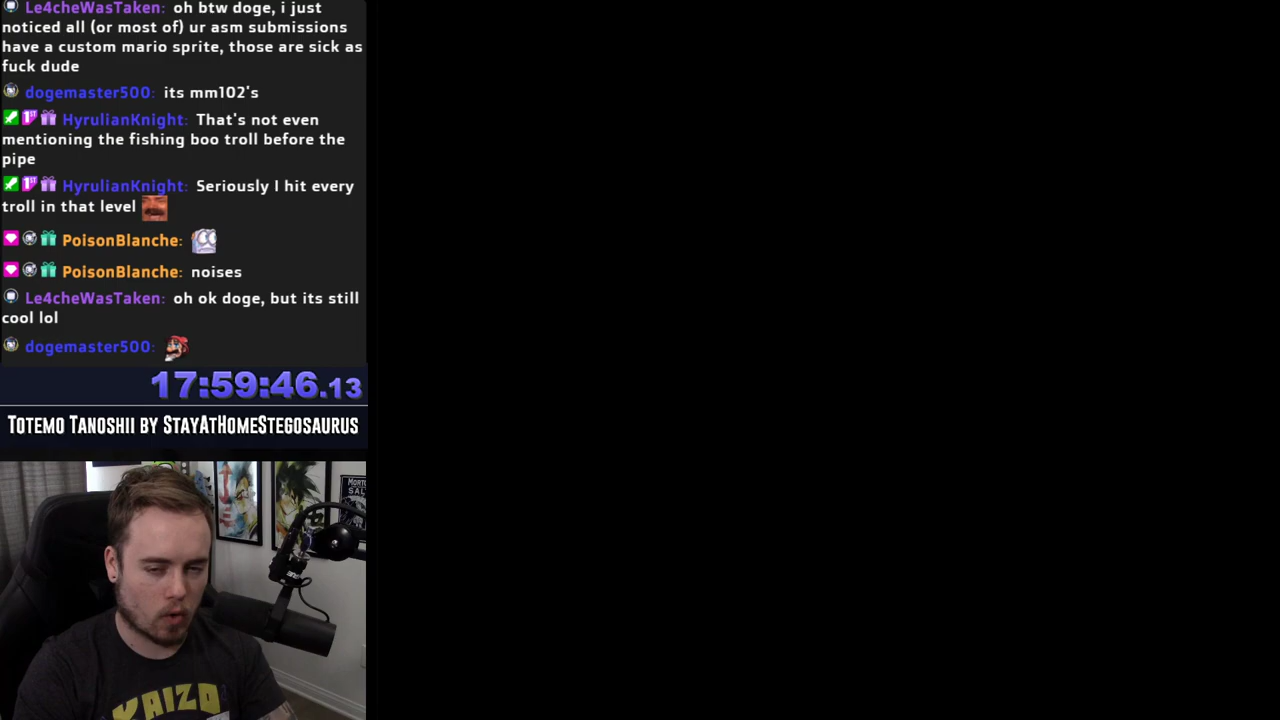 Le4cheWasTaken: oh btw doge, i just
noticed all (or most of) ur asm submissions
have a custom mario sprite, those are sick as
fuck dude
dogemaster500: its mm102's
HyrulianKnight: That's not even
mentioning the fishing boo troll before the
pipe
HyrulianKnight: Seriously I hit every
troll in that level
PoisonBlanche:
PoisonBlanche: noises
Le4cheWasTaken: oh ok doge, but its still
cool lol
dogemaster500:
17:59:46.13
TOTEMO TANOSHII BY STAYATHOMESTEGOSAURUS
MORTO
SAL
KAIZO